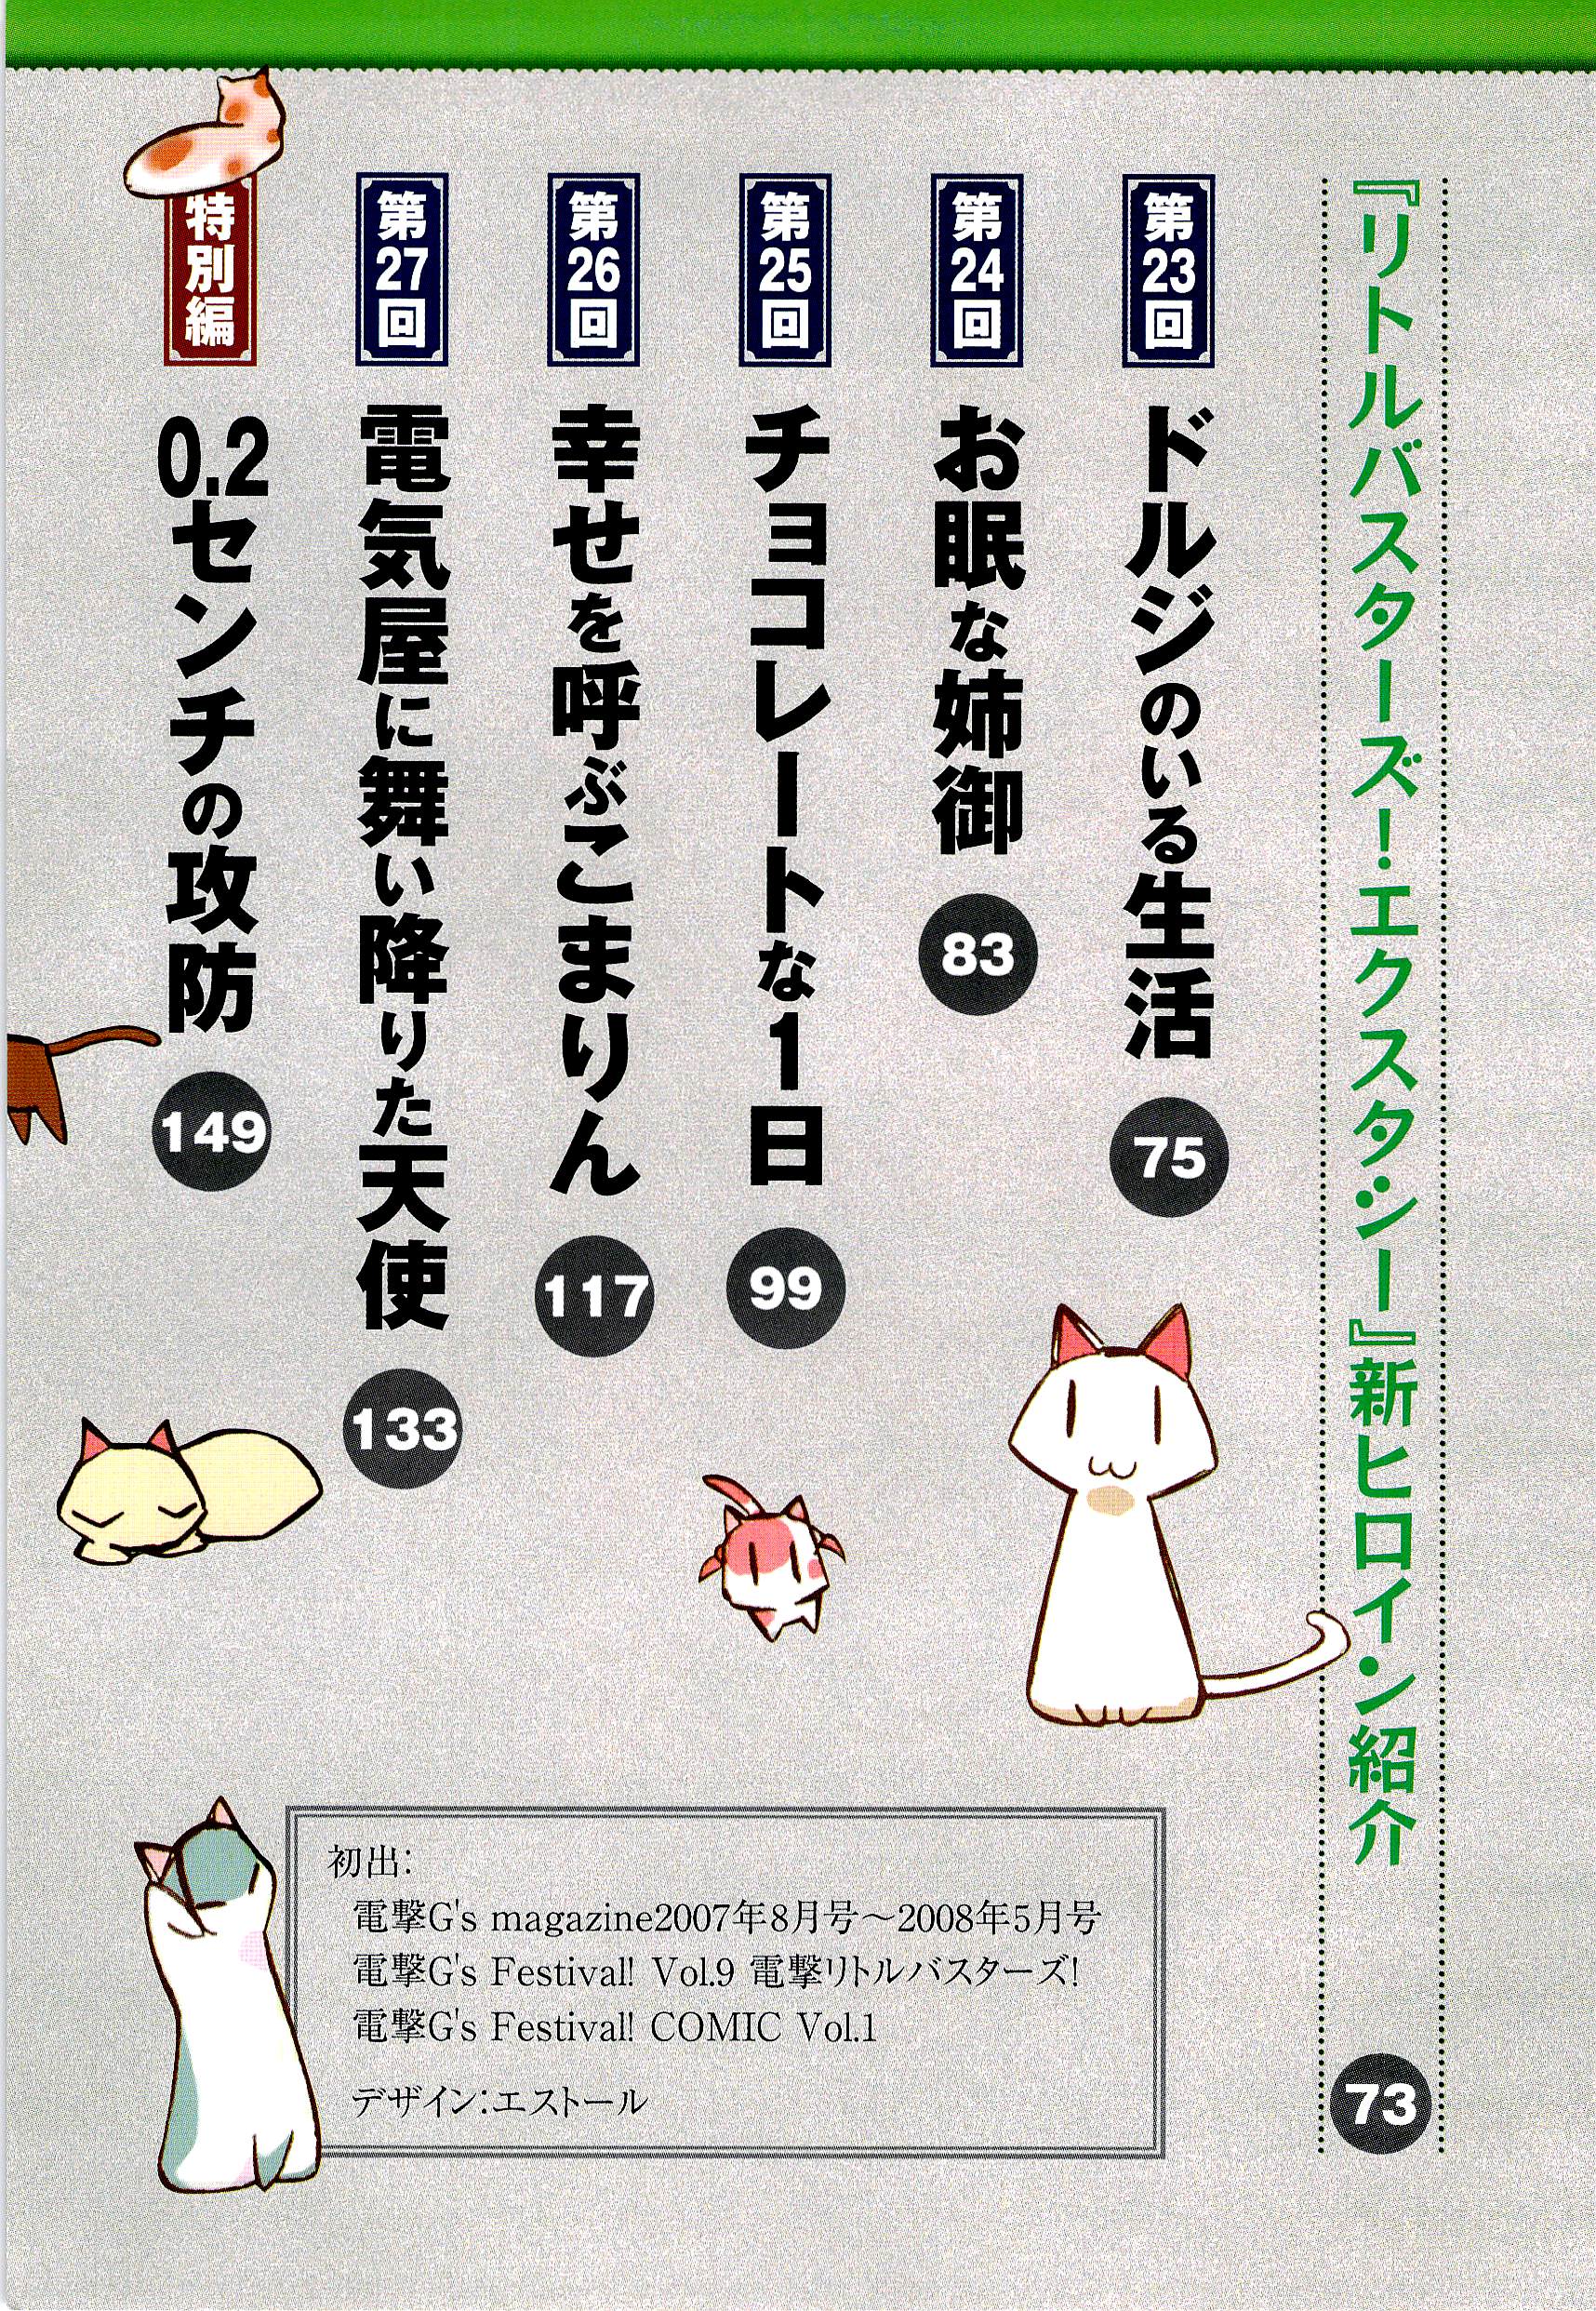 『リトルバスターズ！エクスタシー』新ヒロイン紹介
73
第23回
ドルジのいる生活
75
第24回
お眠な姉御
83
第25回
チョコレートな1日
99
第26回
幸せを呼ぶこまりん
117
第27回
電気屋に舞い降りた天使
133
特別編
0.2センチの攻防
149
初出：
電撃G's magazine2007年8月号～2008年5月号
電撃G's Festival! Vol.9 電撃リトルバスターズ!
電撃G's Festival! COMIC Vol.1
デザイン：エストール